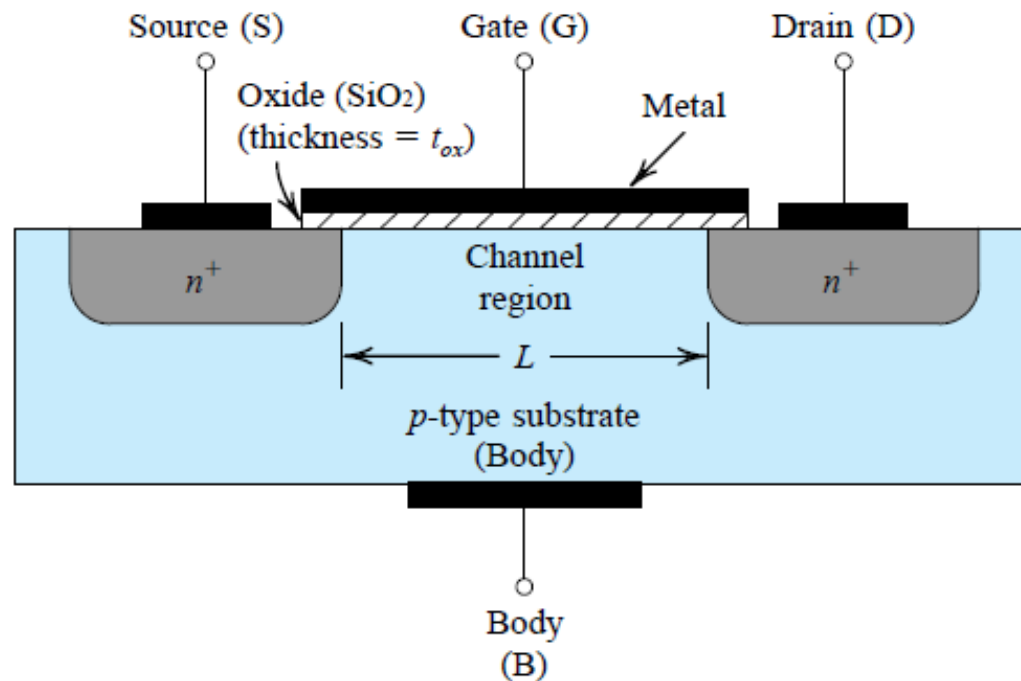 Source (S)
Gate (G)
Drain (D)
Oxide (SiO₂)
(thickness = tₒₓ)
Metal
n⁺
Channel
region
n⁺
L
p-type substrate
(Body)
Body
(B)